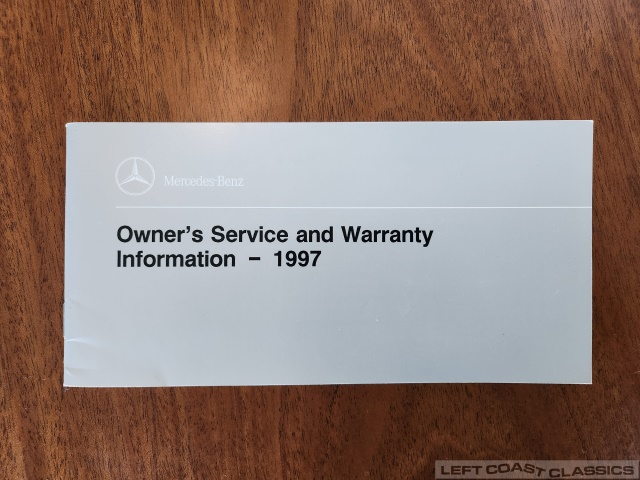 Mercedes-Benz
Owner's Service and Warranty
Information – 1997
LEFT COAST CLASSICS